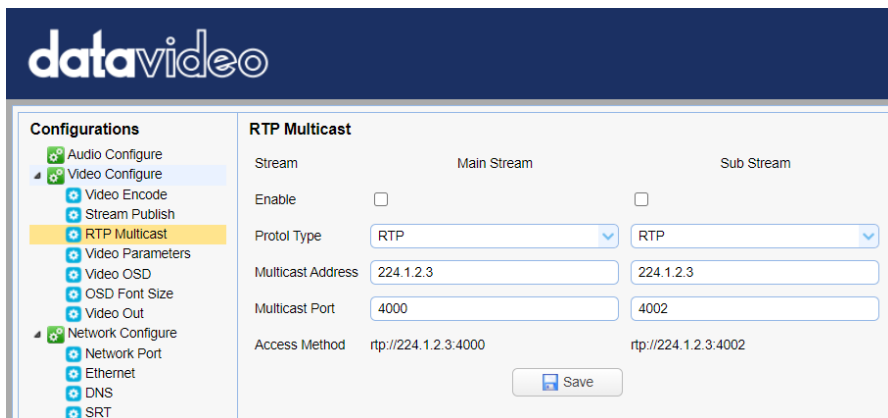 datavideo
Configurations
Audio Configure
Video Configure
Video Encode
Stream Publish
RTP Multicast
Video Parameters
Video OSD
OSD Font Size
Video Out
Network Configure
Network Port
Ethernet
DNS
SRT
RTP Multicast
Stream Main Stream Sub Stream
Enable
Protol Type RTP RTP
Multicast Address 224.1.2.3 224.1.2.3
Multicast Port 4000 4002
Access Method rtp://224.1.2.3:4000 rtp://224.1.2.3:4002
Save